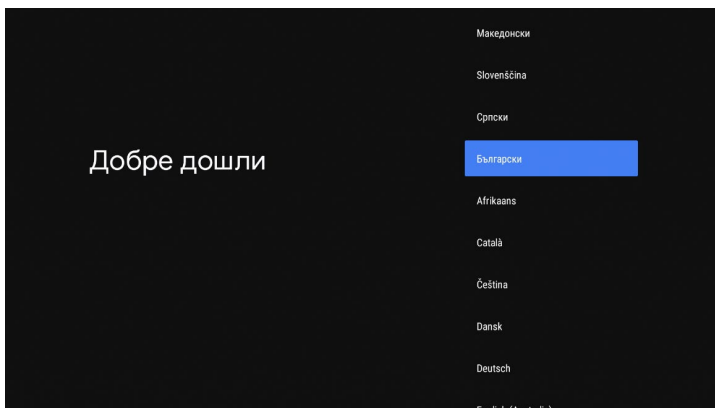 Добре дошли
Македонски
Slovenščina
Српски
Български
Afrikaans
Català
Čeština
Dansk
Deutsch